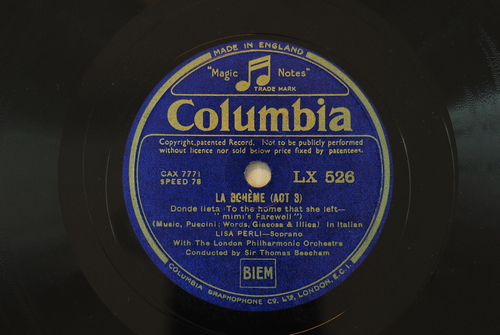 MADE IN ENGLAND
"Magic Notes"
TRADE MARK
Columbia
Copyright, patented Record. Not to be publicly performed
without licence nor sold below price fixed by patentees.
CAX 7771
SPEED 78
LX 526
LA BOHÈME (ACT 3)
Donde lieta - To the home that she left—
"mimi's Farewell")
(Music, Puccini; Words, Giacosa & Illica) In Italian
LISA PERLI—Soprano
With The London Philharmonic Orchestra
Conducted by Sir Thomas Beecham
BIEM
COLUMBIA GRAPHOPHONE CO. LTD, LONDON, E.C.1.